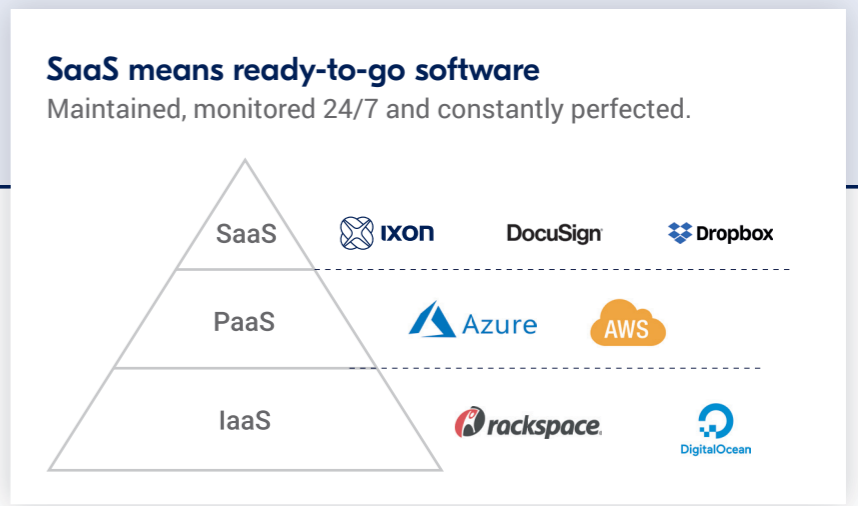 SaaS means ready-to-go software
Maintained, monitored 24/7 and constantly perfected.
SaaS
IXON
DocuSign
Dropbox
PaaS
Azure
AWS
IaaS
rackspace.
DigitalOcean